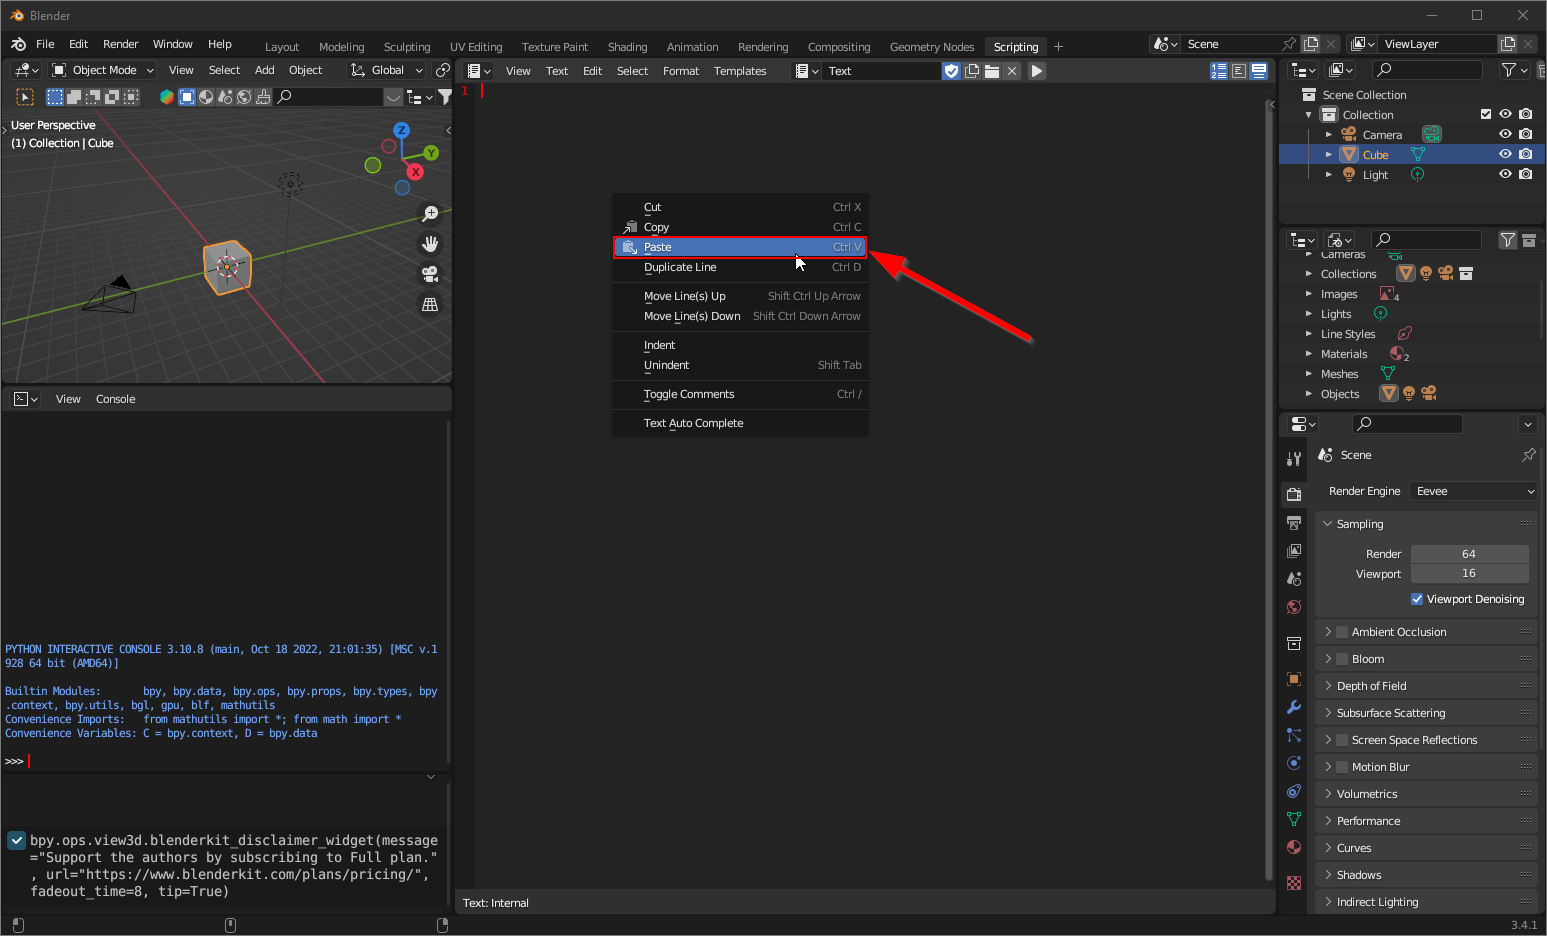 Blender
File Edit Render Window Help
Layout Modeling Sculpting UV Editing Texture Paint Shading Animation Rendering Compositing Geometry Nodes Scripting
Scene
ViewLayer
Object Mode View Select Add Object Global
View Text Edit Select Format Templates
Text
User Perspective
(1) Collection | Cube
Z
Y
X
1
Cut Ctrl X
Copy Ctrl C
Paste Ctrl V
Duplicate Line Ctrl D
Move Line(s) Up Shift Ctrl Up Arrow
Move Line(s) Down Shift Ctrl Down Arrow
Indent
Unindent Shift Tab
Toggle Comments Ctrl /
Text Auto Complete
View Console
PYTHON INTERACTIVE CONSOLE 3.10.8 (main, Oct 18 2022, 21:01:35) [MSC v.1
928 64 bit (AMD64)]
Builtin Modules: bpy, bpy.data, bpy.ops, bpy.props, bpy.types, bpy
.context, bpy.utils, bgl, gpu, blf, mathutils
Convenience Imports: from mathutils import *; from math import *
Convenience Variables: C = bpy.context, D = bpy.data
>>>
bpy.ops.view3d.blenderkit_disclaimer_widget(message
="Support the authors by subscribing to Full plan."
, url="https://www.blenderkit.com/plans/pricing/",
fadeout_time=8, tip=True)
Text: Internal
Scene Collection
Collection
Camera
Cube
Light
Cameras
Collections
Images 4
Lights
Line Styles
Materials 2
Meshes
Objects
Scene
Render Engine Eevee
Sampling
Render 64
Viewport 16
Viewport Denoising
Ambient Occlusion
Bloom
Depth of Field
Subsurface Scattering
Screen Space Reflections
Motion Blur
Volumetrics
Performance
Curves
Shadows
Indirect Lighting
3.4.1